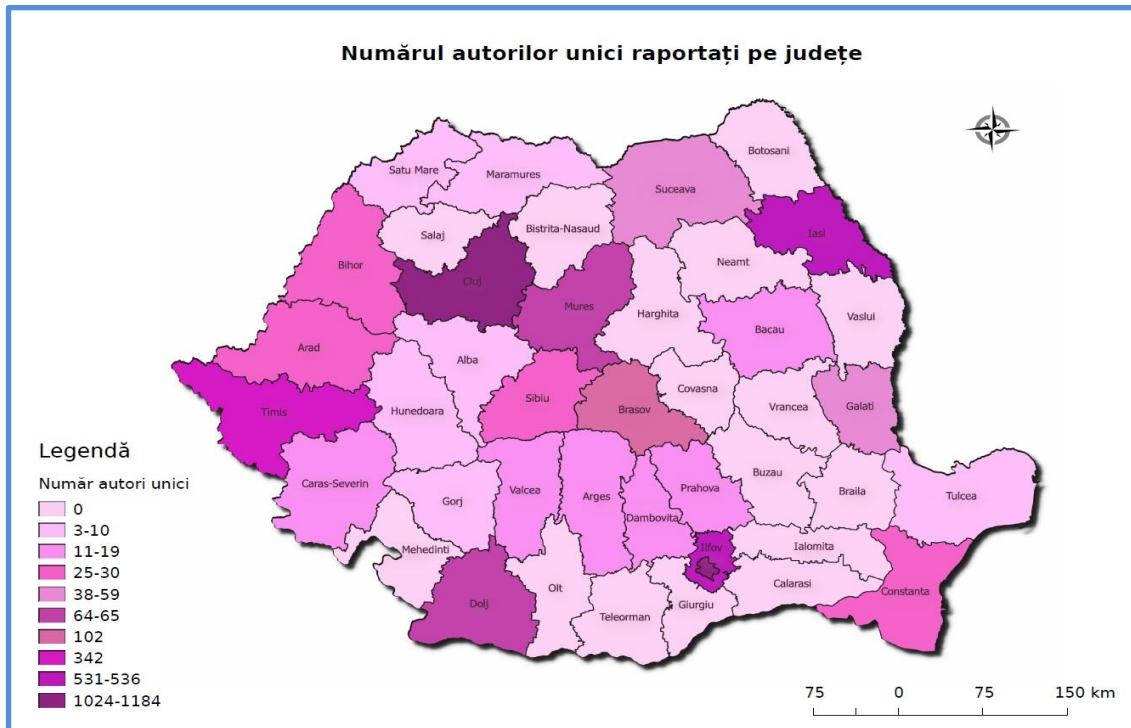 Numărul autorilor unici raportați pe județe
Botosani
Satu Mare
Maramures
Suceava
Iasi
Salaj
Bistrita-Nasaud
Neamt
Bihor
Cluj
Mures
Harghita
Vaslui
Bacau
Arad
Alba
Covasna
Timis
Hunedoara
Sibiu
Brasov
Vrancea
Galati
Buzau
Caras-Severin
Valcea
Arges
Prahova
Braila
Tulcea
Gorj
Dambovita
Mehedinti
Ilfov
Ialomita
Olt
Calarasi
Constanta
Dolj
Teleorman
Giurgiu
Legendă
Număr autori unici
0
3-10
11-19
25-30
38-59
64-65
102
342
531-536
1024-1184
75 0 75 150 km